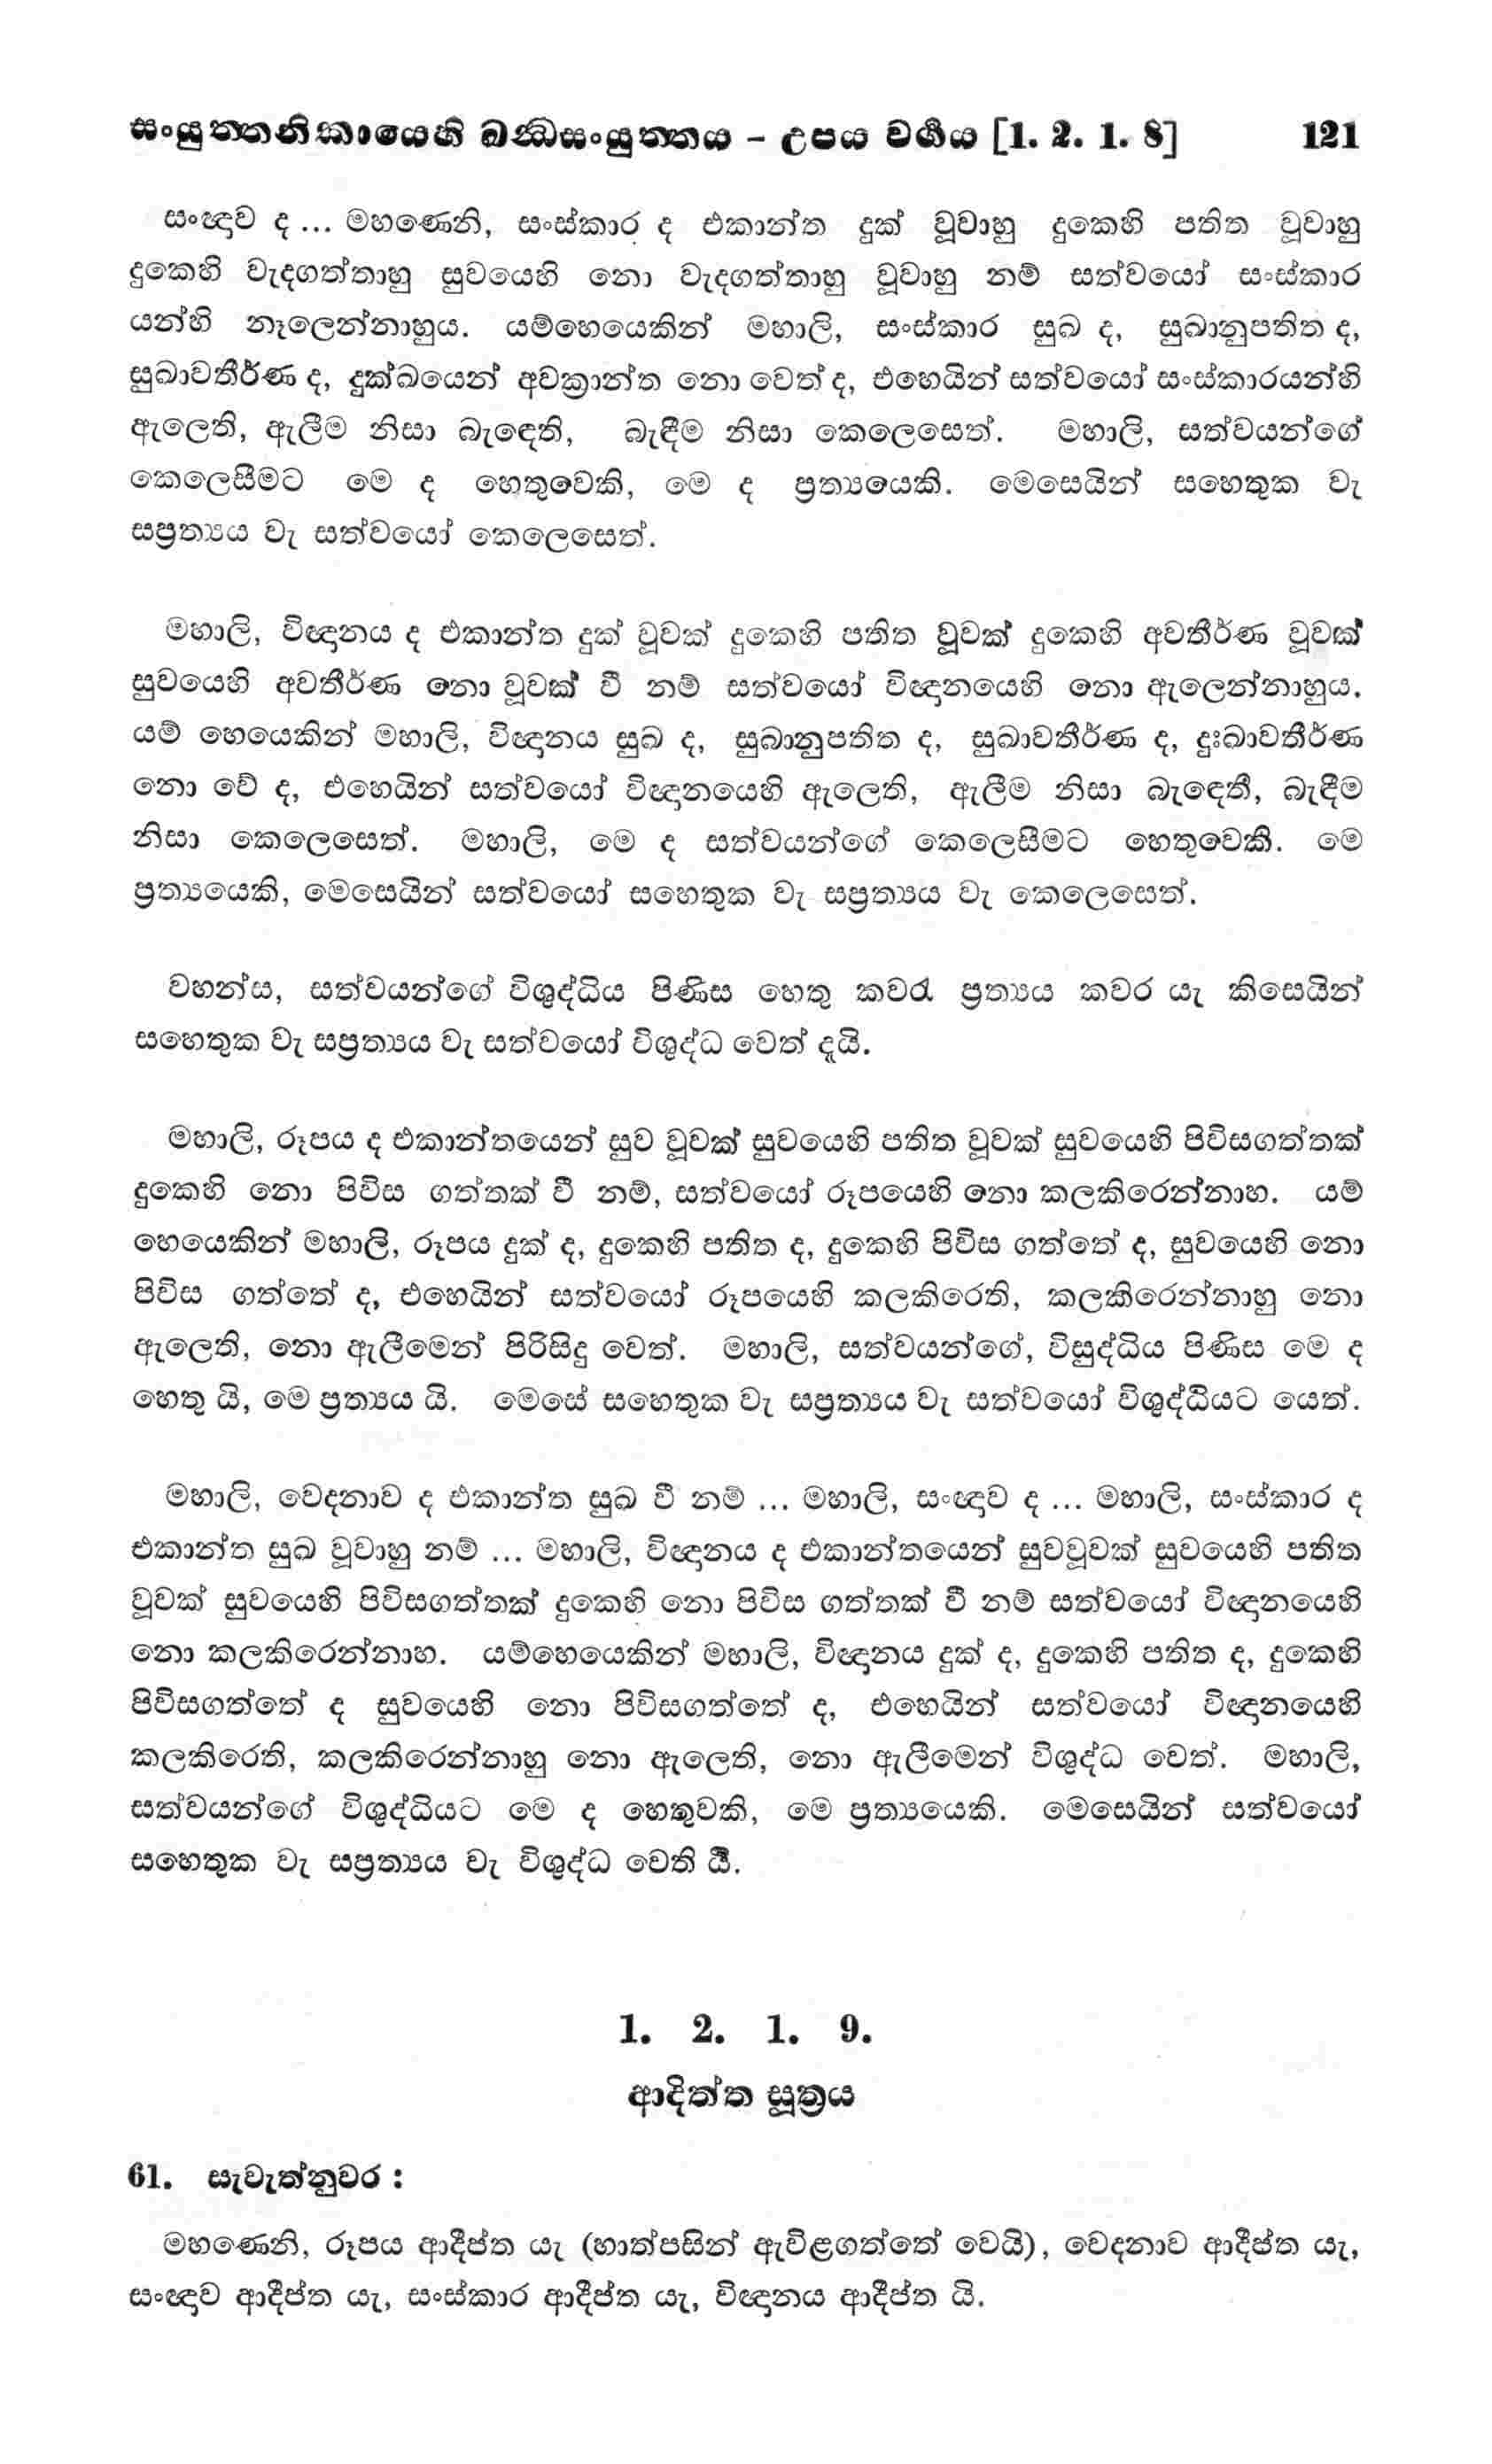 සංයුත්තනිකායෙහි ඛන්ධසංයුත්තය – උපය වර්ගය [1. 2. 1. 8] 121
සංඥාව ද ... මහණෙනි, සංස්කාර ද එකාන්ත දුක් වූවාහු දුකෙහි පතිත වූවාහු
දුකෙහි වැදගත්තාහු සුවයෙහි නො වැදගත්තාහු වූවාහු නම් සත්වයෝ සංස්කාර
යන්හි නෑලෙන්නාහුය. යම්හෙයෙකින් මහාලි, සංස්කාර සුඛ ද, සුඛානුපතිත ද,
සුඛාවතීර්ණ ද, දුක්ඛයෙන් අවක්‍රාන්ත නො වෙත් ද, එහෙයින් සත්වයෝ සංස්කාරයන්හි
ඇලෙති, ඇලීම නිසා බැඳෙති, බැඳීම නිසා කෙලෙසෙත්. මහාලි, සත්වයන්ගේ
කෙලෙසීමට මෙ ද හෙතුවෙකි, මෙ ද ප්‍රත්‍යයෙකි. මෙසෙයින් සහෙතුක වැ
සප්‍රත්‍යය වැ සත්වයෝ කෙලෙසෙත්.
මහාලි, විඥානය ද එකාන්ත දුක් වූවක් දුකෙහි පතිත වූවක් දුකෙහි අවතීර්ණ වූවක්
සුවයෙහි අවතීර්ණ නො වූවක් වී නම් සත්වයෝ විඥානයෙහි නො ඇලෙන්නාහුය.
යම් හෙයෙකින් මහාලි, විඥානය සුඛ ද, සුඛානුපතිත ද, සුඛාවතීර්ණ ද, දුඃඛාවතීර්ණ
නො වේ ද, එහෙයින් සත්වයෝ විඥානයෙහි ඇලෙති, ඇලීම නිසා බැඳෙතී, බැඳීම
නිසා කෙලෙසෙත්. මහාලි, මෙ ද සත්වයන්ගේ කෙලෙසීමට හෙතුවෙකි. මෙ
ප්‍රත්‍යයෙකි, මෙසෙයින් සත්වයෝ සහෙතුක වැ සප්‍රත්‍යය වැ කෙලෙසෙත්.
වහන්ස, සත්වයන්ගේ විශුද්ධිය පිණිස හෙතු කවරැ ප්‍රත්‍යය කවර යැ කිසෙයින්
සහෙතුක වැ සප්‍රත්‍යය වැ සත්වයෝ විශුද්ධ වෙත් දැයි.
මහාලි, රූපය ද එකාන්තයෙන් සුව වූවක් සුවයෙහි පතිත වූවක් සුවයෙහි පිවිසගත්තක්
දුකෙහි නො පිවිස ගත්තක් වී නම්, සත්වයෝ රූපයෙහි නො කලකිරෙන්නාහ. යම්
හෙයෙකින් මහාලි, රූපය දුක් ද, දුකෙහි පතිත ද, දුකෙහි පිවිස ගත්තේ ද, සුවයෙහි නො
පිවිස ගත්තේ ද, එහෙයින් සත්වයෝ රූපයෙහි කලකිරෙති, කලකිරෙන්නාහු නො
ඇලෙති, නො ඇලීමෙන් පිරිසිදු වෙත්. මහාලි, සත්වයන්ගේ, විසුද්ධිය පිණිස මෙ ද
හෙතු යි, මෙ ප්‍රත්‍යය යි. මෙසේ සහෙතුක වැ සප්‍රත්‍යය වැ සත්වයෝ විශුද්ධියට යෙත්.
මහාලි, වෙදනාව ද එකාන්ත සුඛ වී නම් ... මහාලි, සංඥාව ද ... මහාලි, සංස්කාර ද
එකාන්ත සුඛ වූවාහු නම් ... මහාලි, විඥානය ද එකාන්තයෙන් සුවවූවක් සුවයෙහි පතිත
වූවක් සුවයෙහි පිවිසගත්තක් දුකෙහි නො පිවිස ගත්තක් වී නම් සත්වයෝ විඥානයෙහි
නො කලකිරෙන්නාහ. යම්හෙයෙකින් මහාලි, විඥානය දුක් ද, දුකෙහි පතිත ද, දුකෙහි
පිවිසගත්තේ ද සුවයෙහි නො පිවිසගත්තේ ද, එහෙයින් සත්වයෝ විඥානයෙහි
කලකිරෙති, කලකිරෙන්නාහු නො ඇලෙති, නො ඇලීමෙන් විශුද්ධ වෙත්. මහාලි,
සත්වයන්ගේ විශුද්ධියට මෙ ද හෙතුවකි, මෙ ප්‍රත්‍යයෙකි. මෙසෙයින් සත්වයෝ
සහෙතුක වැ සප්‍රත්‍යය වැ විශුද්ධ වෙති යී.
1. 2. 1. 9.
ආදිත්ත සූත්‍රය
61. සැවැත්නුවර :
මහණෙනි, රූපය ආදීප්ත යැ (හාත්පසින් ඇවිළගත්තේ වෙයි), වෙදනාව ආදීප්ත යැ,
සංඥාව ආදීප්ත යැ, සංස්කාර ආදීප්ත යැ, විඥානය ආදීප්ත යි.